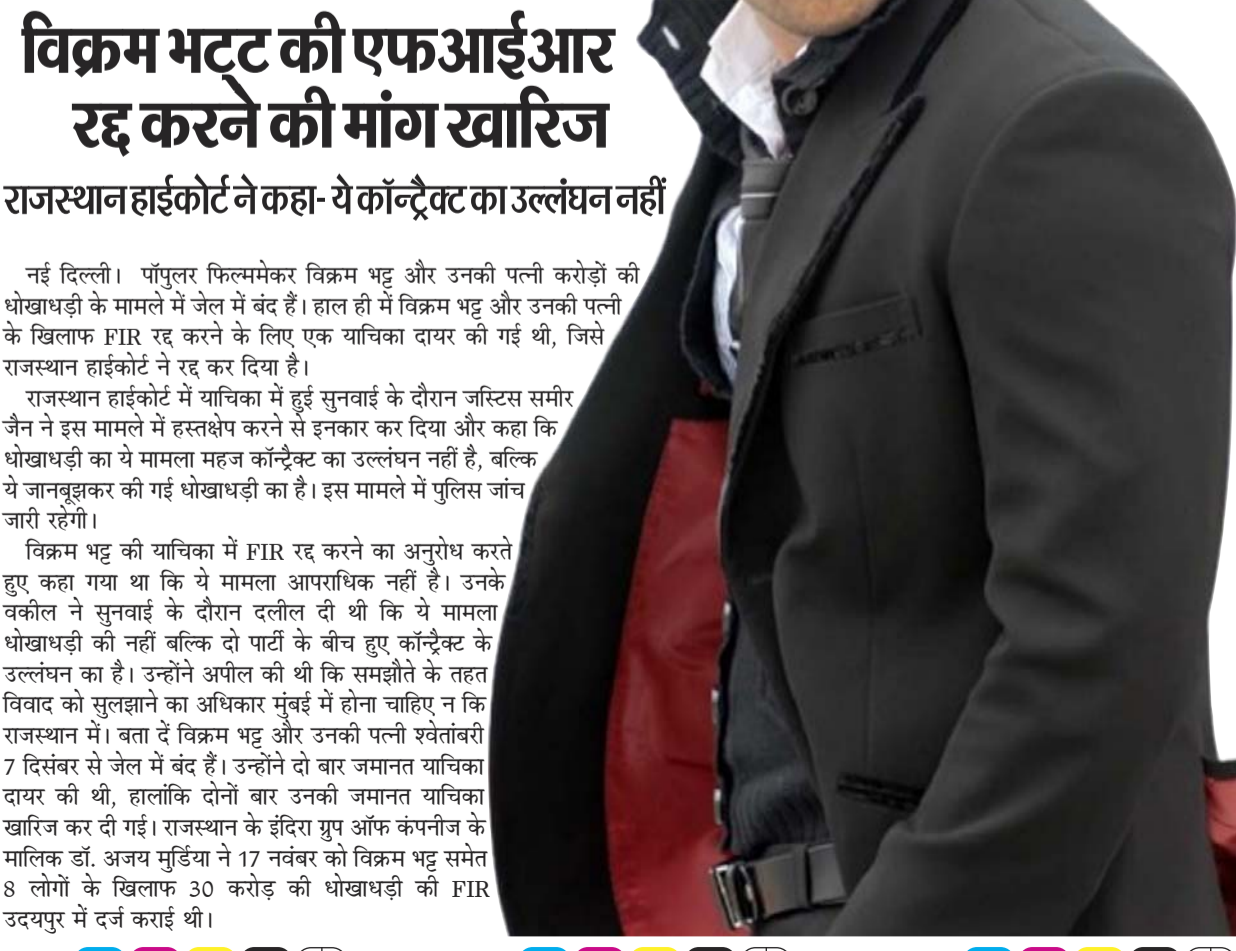 विक्रम भट्ट की एफआईआर
रद्द करने की मांग खारिज
राजस्थान हाईकोर्ट ने कहा- ये कॉन्ट्रैक्ट का उल्लंघन नहीं
नई दिल्ली। पॉपुलर फिल्ममेकर विक्रम भट्ट और उनकी पत्नी करोड़ों की
धोखाधड़ी के मामले में जेल में बंद हैं। हाल ही में विक्रम भट्ट और उनकी पत्नी
के खिलाफ FIR रद्द करने के लिए एक याचिका दायर की गई थी, जिसे
राजस्थान हाईकोर्ट ने रद्द कर दिया है।
राजस्थान हाईकोर्ट में याचिका में हुई सुनवाई के दौरान जस्टिस समीर
जैन ने इस मामले में हस्तक्षेप करने से इनकार कर दिया और कहा कि
धोखाधड़ी का ये मामला महज कॉन्ट्रैक्ट का उल्लंघन नहीं है, बल्कि
ये जानबूझकर की गई धोखाधड़ी का है। इस मामले में पुलिस जांच
जारी रहेगी।
विक्रम भट्ट की याचिका में FIR रद्द करने का अनुरोध करते
हुए कहा गया था कि ये मामला आपराधिक नहीं है। उनके
वकील ने सुनवाई के दौरान दलील दी थी कि ये मामला
धोखाधड़ी की नहीं बल्कि दो पार्टी के बीच हुए कॉन्ट्रैक्ट के
उल्लंघन का है। उन्होंने अपील की थी कि समझौते के तहत
विवाद को सुलझाने का अधिकार मुंबई में होना चाहिए न कि
राजस्थान में। बता दें विक्रम भट्ट और उनकी पत्नी श्वेतांबरी
7 दिसंबर से जेल में बंद हैं। उन्होंने दो बार जमानत याचिका
दायर की थी, हालांकि दोनों बार उनकी जमानत याचिका
खारिज कर दी गई। राजस्थान के इंदिरा ग्रुप ऑफ कंपनीज के
मालिक डॉ. अजय मुर्डिया ने 17 नवंबर को विक्रम भट्ट समेत
8 लोगों के खिलाफ 30 करोड़ की धोखाधड़ी की FIR
उदयपुर में दर्ज कराई थी।